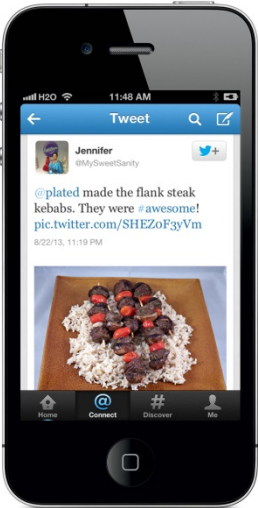 H2O 11:48 AM
Tweet
Jennifer
@MySweetSanity
@plated made the flank steak
kebabs. They were #awesome!
pic.twitter.com/SHEZoF3yVm
8/22/13, 11:19 PM
Home Connect Discover Me